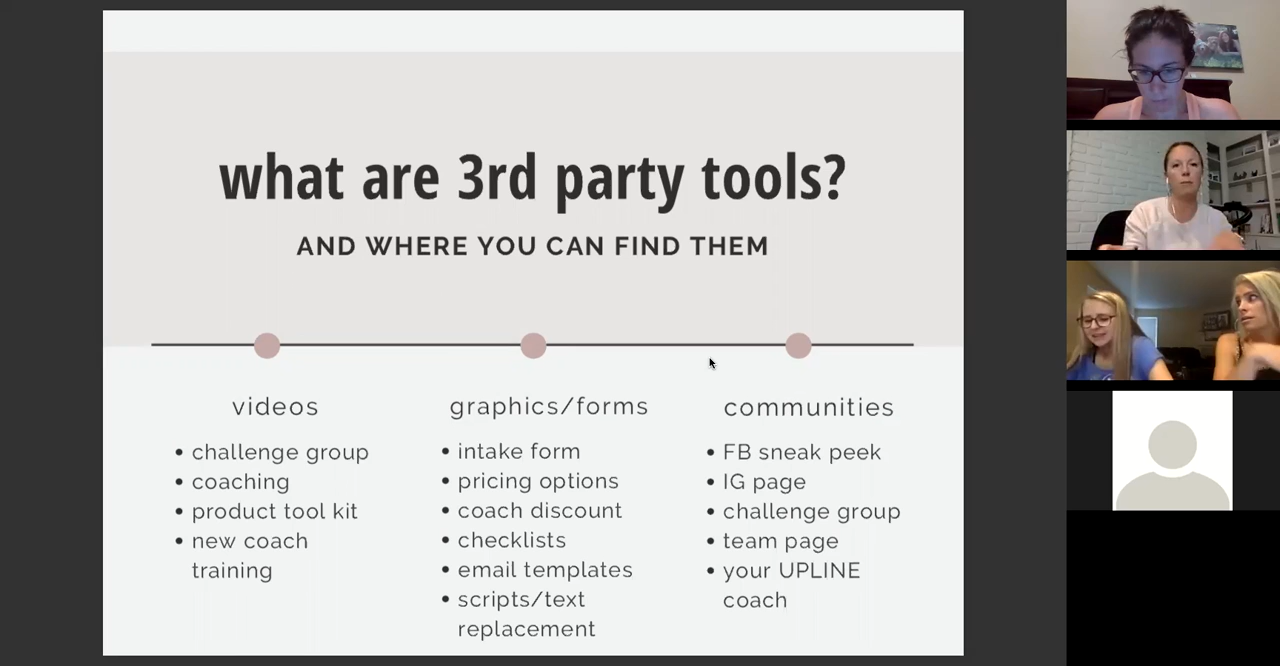 what are 3rd party tools?
AND WHERE YOU CAN FIND THEM
videos
• challenge group
• coaching
• product tool kit
• new coach
training
graphics/forms
• intake form
• pricing options
• coach discount
• checklists
• email templates
• scripts/text
replacement
communities
• FB sneak peek
• IG page
• challenge group
• team page
• your UPLINE
coach